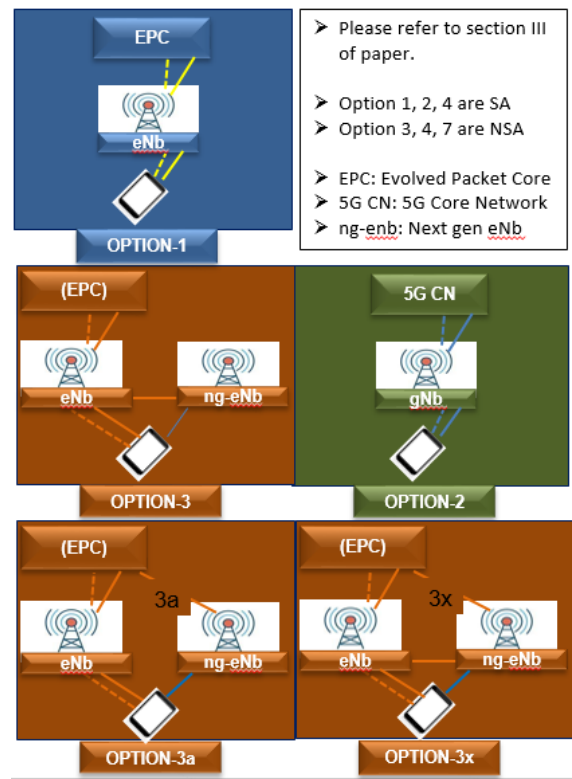 EPC
eNb
OPTION-1
➢ Please refer to section III
of paper.
➢ Option 1, 2, 4 are SA
➢ Option 3, 4, 7 are NSA
➢ EPC: Evolved Packet Core
➢ 5G CN: 5G Core Network
➢ ng-enb: Next gen eNb
(EPC)
eNb
ng-eNb
OPTION-3
5G CN
gNb
OPTION-2
(EPC)
3a
eNb
ng-eNb
OPTION-3a
(EPC)
3x
eNb
ng-eNb
OPTION-3x